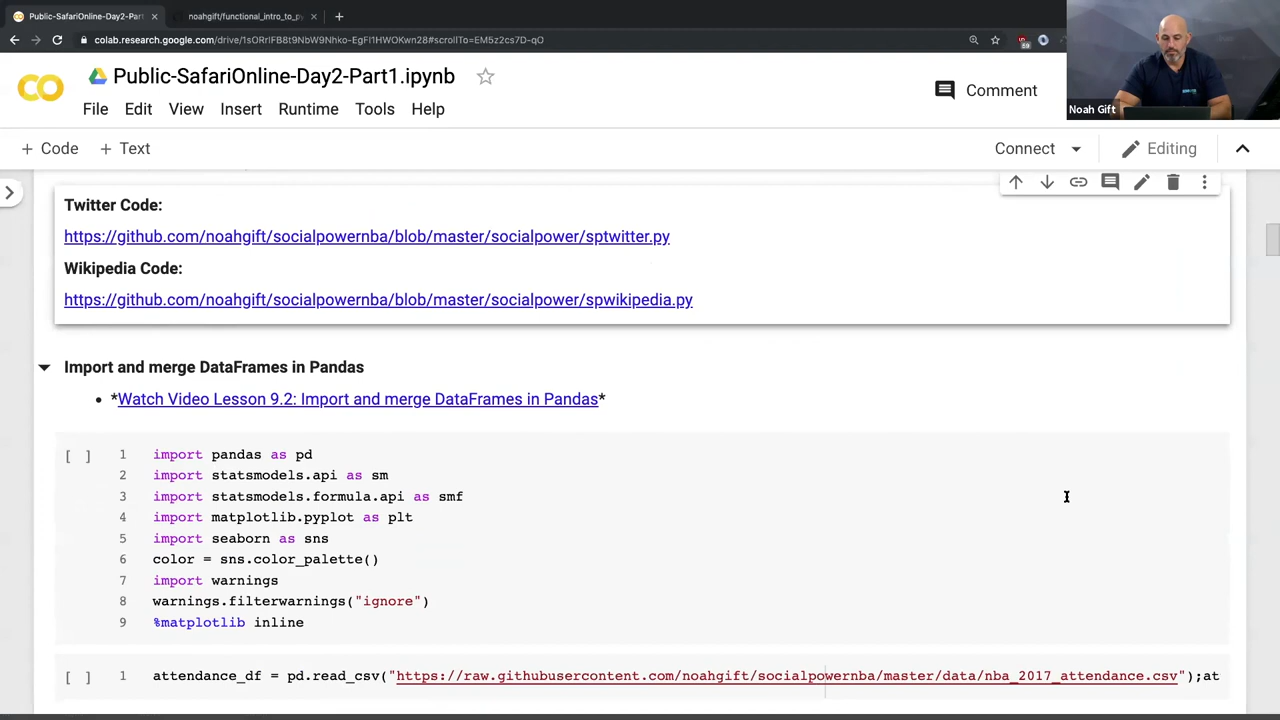 Public-SafariOnline-Day2-Part
noahgift/functional_intro_to_py
colab.research.google.com/drive/1sORrlFB8t9NbW9Nhko-EgFl1HWOKwn28#scrollTo=EM5z2cs7D-qO
Public-SafariOnline-Day2-Part1.ipynb
File Edit View Insert Runtime Tools Help
Comment
Noah Gift
+ Code + Text
Connect
Editing
Twitter Code:
https://github.com/noahgift/socialpowernba/blob/master/socialpower/sptwitter.py
Wikipedia Code:
https://github.com/noahgift/socialpowernba/blob/master/socialpower/spwikipedia.py
Import and merge DataFrames in Pandas
• *Watch Video Lesson 9.2: Import and merge DataFrames in Pandas*
[ ] 1 import pandas as pd
2 import statsmodels.api as sm
3 import statsmodels.formula.api as smf
4 import matplotlib.pyplot as plt
5 import seaborn as sns
6 color = sns.color_palette()
7 import warnings
8 warnings.filterwarnings("ignore")
9 %matplotlib inline
[ ] 1 attendance_df = pd.read_csv("https://raw.githubusercontent.com/noahgift/socialpowernba/master/data/nba_2017_attendance.csv");at